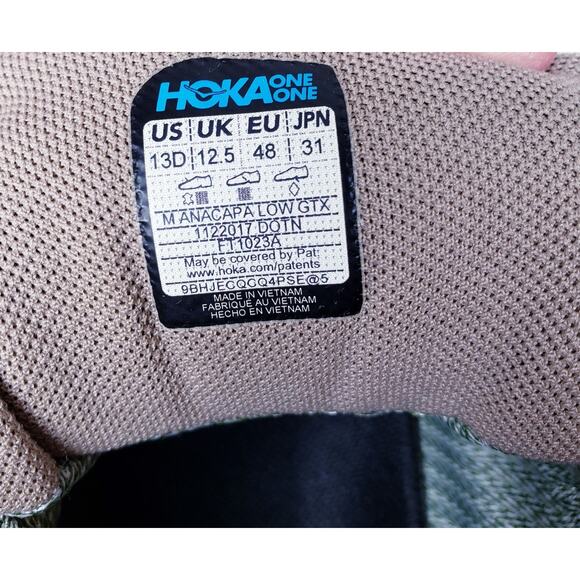 HOKA ONE ONE
US UK EU JPN
13D 12.5 48 31
M ANACAPA LOW GTX
1122017 DOTN
FT1023A
May be covered by Pat:
www.hoka.com/patents
9BHJECQCQ4PSE@5
MADE IN VIETNAM
FABRIQUÉ AU VIETNAM
HECHO EN VIETNAM